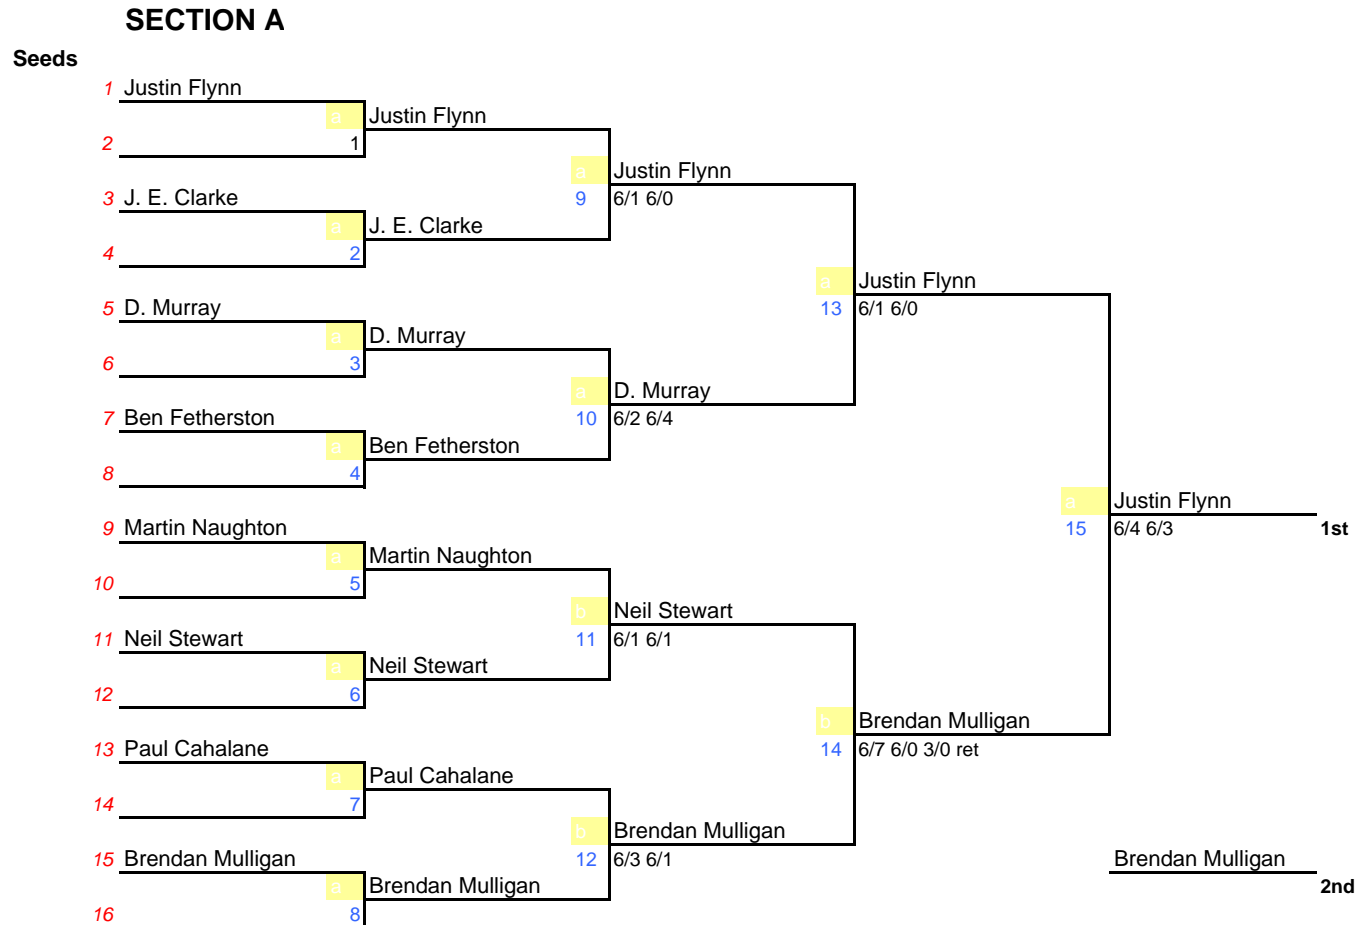 SECTION A
Seeds
1 Justin Flynn
a Justin Flynn
2 1
a Justin Flynn
3 J. E. Clarke 9 6/1 6/0
a J. E. Clarke
4 2
a Justin Flynn
5 D. Murray 13 6/1 6/0
a D. Murray
6 3
a D. Murray
7 Ben Fetherston 10 6/2 6/4
a Ben Fetherston
8 4
a Justin Flynn
9 Martin Naughton 15 6/4 6/3 1st
a Martin Naughton
10 5
b Neil Stewart
11 Neil Stewart 11 6/1 6/1
a Neil Stewart
12 6
b Brendan Mulligan
13 Paul Cahalane 14 6/7 6/0 3/0 ret
a Paul Cahalane
14 7
b Brendan Mulligan
15 Brendan Mulligan 12 6/3 6/1 Brendan Mulligan
a Brendan Mulligan 2nd
16 8